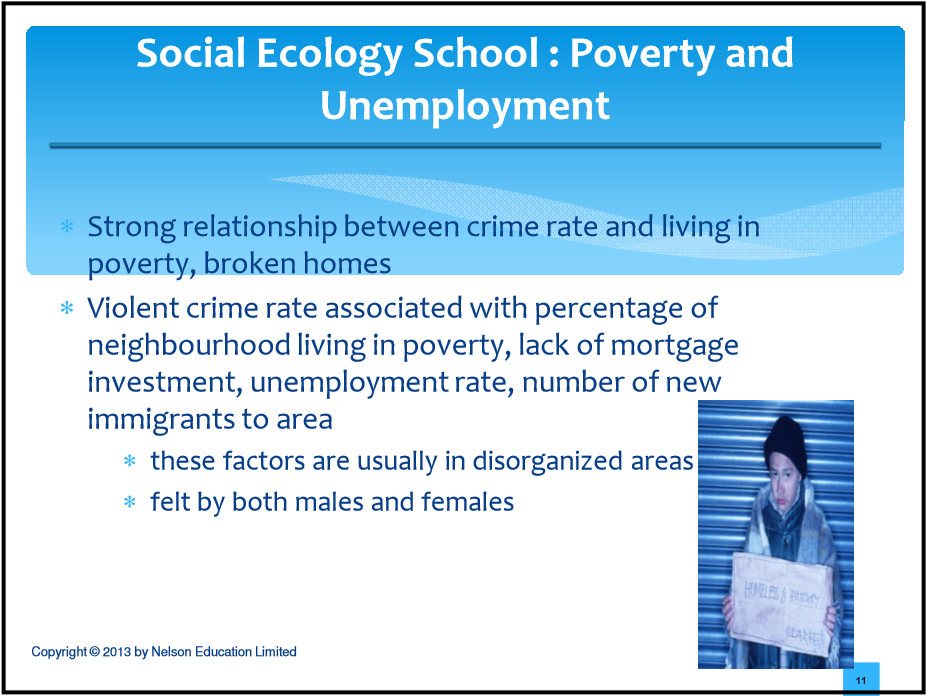 Social Ecology School : Poverty and
Unemployment
* Strong relationship between crime rate and living in
poverty, broken homes
* Violent crime rate associated with percentage of
neighbourhood living in poverty, lack of mortgage
investment, unemployment rate, number of new
immigrants to area
* these factors are usually in disorganized areas
* felt by both males and females
HOMELESS & HUNGRY
Copyright © 2013 by Nelson Education Limited
11